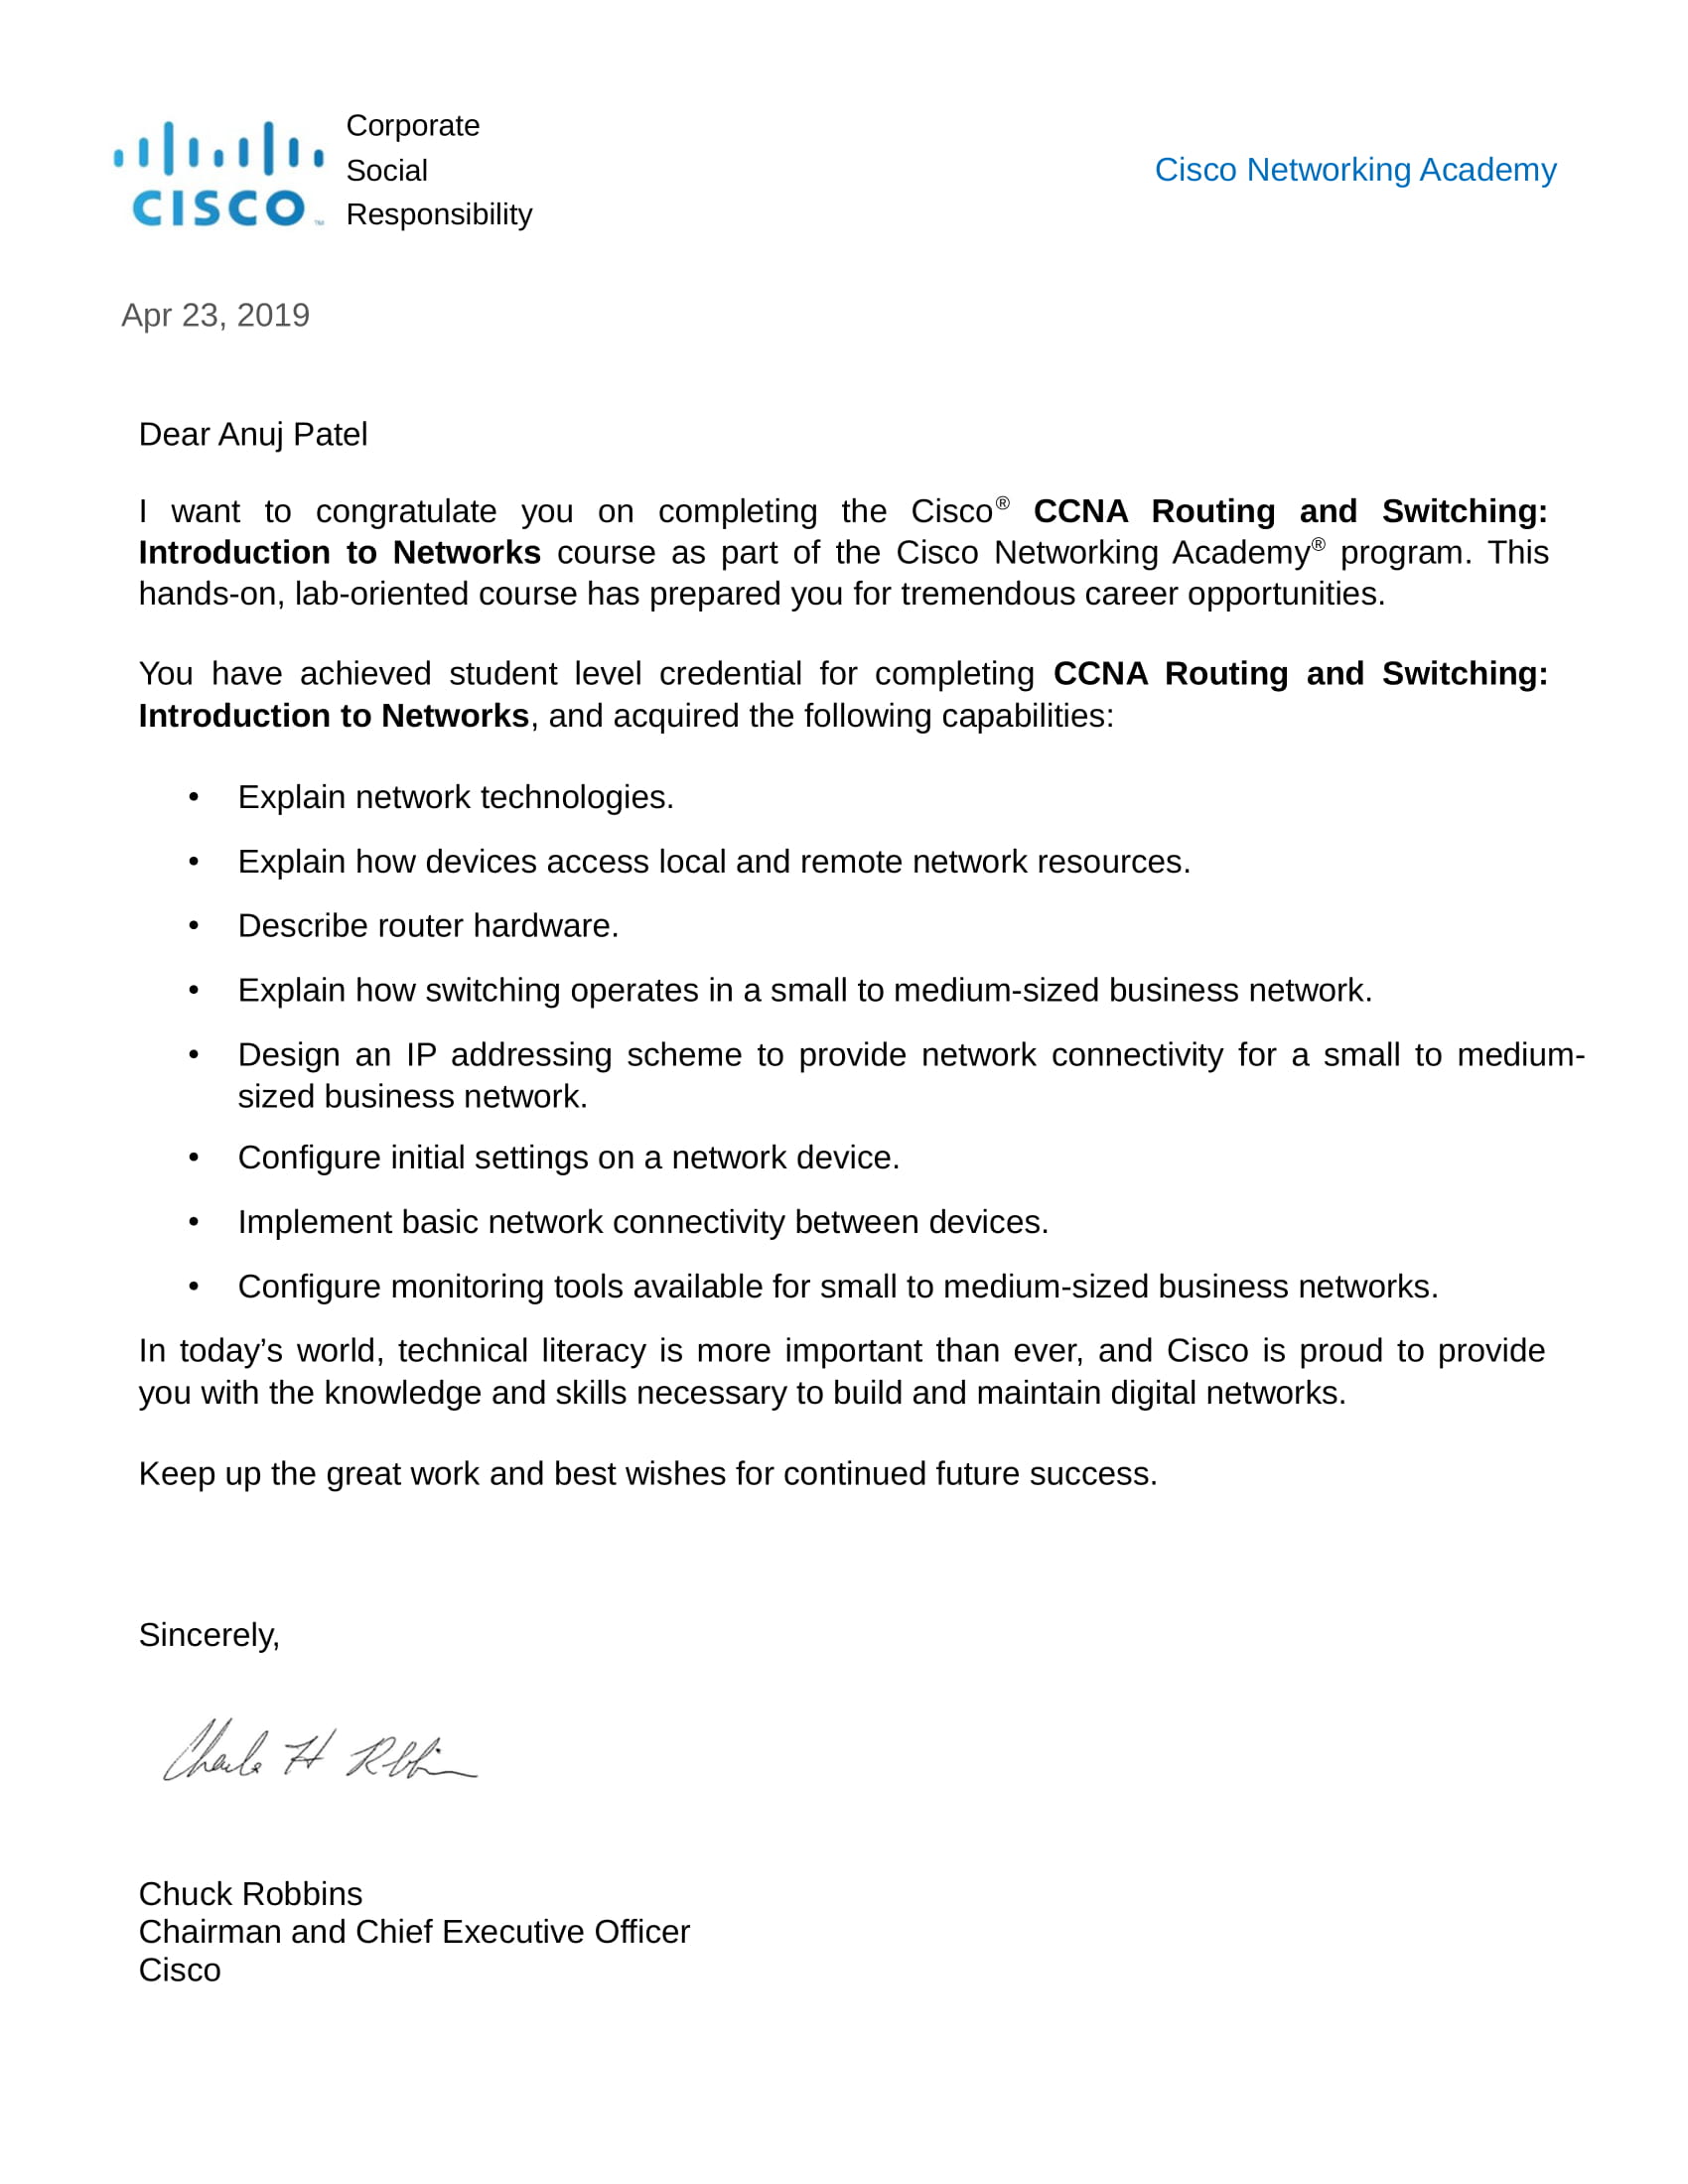 CISCO™
Corporate
Social
Responsibility
Cisco Networking Academy
Apr 23, 2019
Dear Anuj Patel
I want to congratulate you on completing the Cisco® CCNA Routing and Switching:
Introduction to Networks course as part of the Cisco Networking Academy® program. This
hands-on, lab-oriented course has prepared you for tremendous career opportunities.
You have achieved student level credential for completing CCNA Routing and Switching:
Introduction to Networks, and acquired the following capabilities:
• Explain network technologies.
• Explain how devices access local and remote network resources.
• Describe router hardware.
• Explain how switching operates in a small to medium-sized business network.
• Design an IP addressing scheme to provide network connectivity for a small to medium-
sized business network.
• Configure initial settings on a network device.
• Implement basic network connectivity between devices.
• Configure monitoring tools available for small to medium-sized business networks.
In today’s world, technical literacy is more important than ever, and Cisco is proud to provide
you with the knowledge and skills necessary to build and maintain digital networks.
Keep up the great work and best wishes for continued future success.
Sincerely,
Charles H Robbins
Chuck Robbins
Chairman and Chief Executive Officer
Cisco